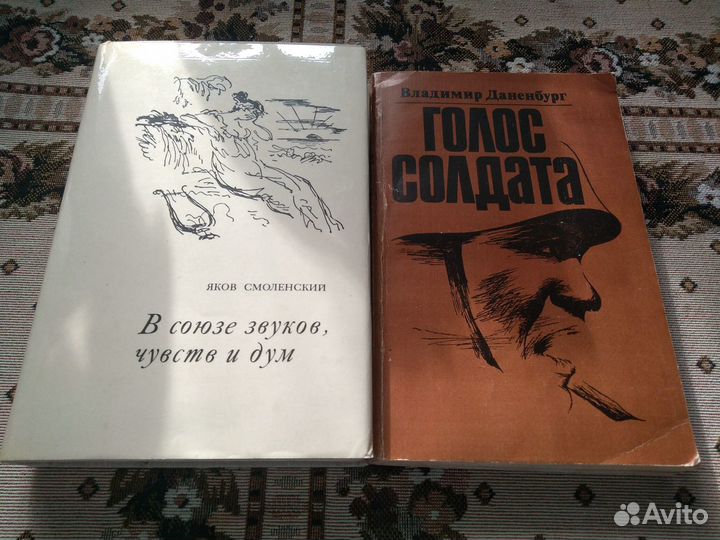 ЯКОВ СМОЛЕНСКИЙ
В союзе звуков,
чувств и дум
Владимир Даненбург
ГОЛОС
СОЛДАТА
Avito